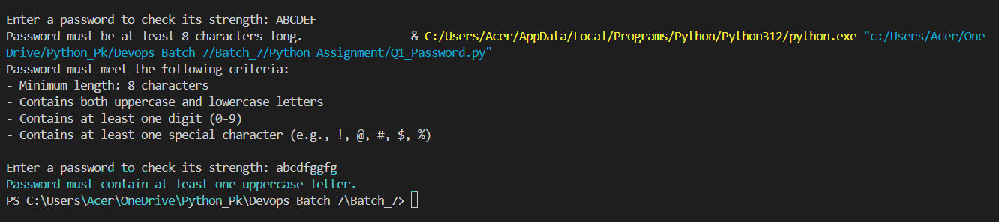 Enter a password to check its strength: ABCDEF
Password must be at least 8 characters long.                & C:/Users/Acer/AppData/Local/Programs/Python/Python312/python.exe "c:/Users/Acer/One
Drive/Python_Pk/Devops Batch 7/Batch_7/Python Assignment/Q1_Password.py"
Password must meet the following criteria:
- Minimum length: 8 characters
- Contains both uppercase and lowercase letters
- Contains at least one digit (0-9)
- Contains at least one special character (e.g., !, @, #, $, %)
Enter a password to check its strength: abcdfggfg
Password must contain at least one uppercase letter.
PS C:\Users\Acer\OneDrive\Python_Pk\Devops Batch 7\Batch_7>